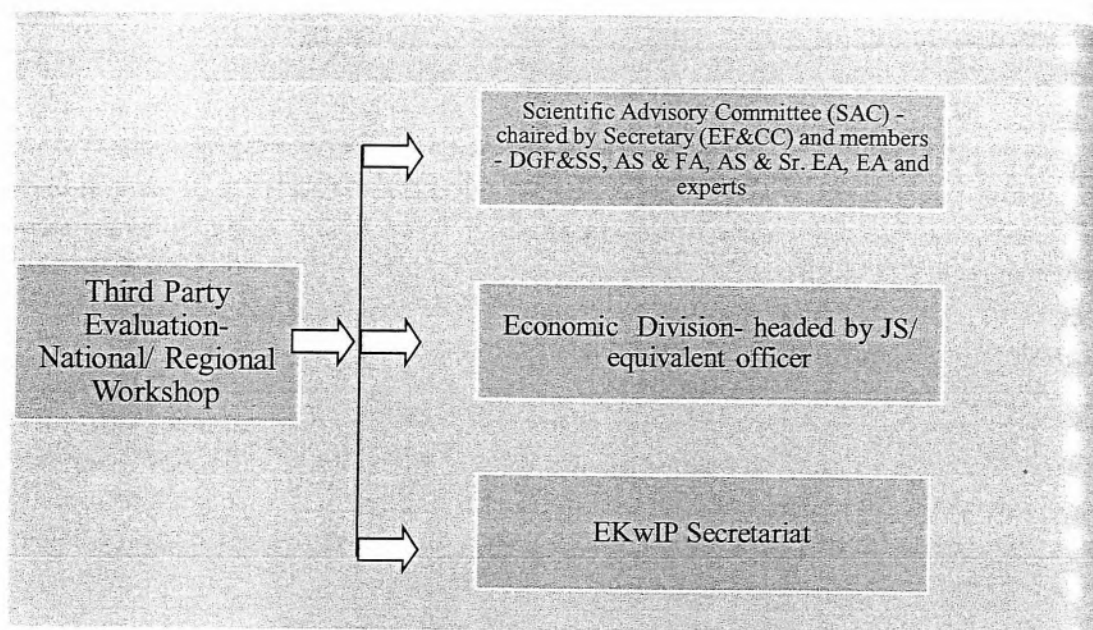 Scientific Advisory Committee (SAC) -
chaired by Secretary (EF&CC) and members
- DGF&SS, AS & FA, AS & Sr. EA, EA and
experts
Third Party
Evaluation-
National/ Regional
Workshop
Economic Division- headed by JS/
equivalent officer
EKwIP Secretariat